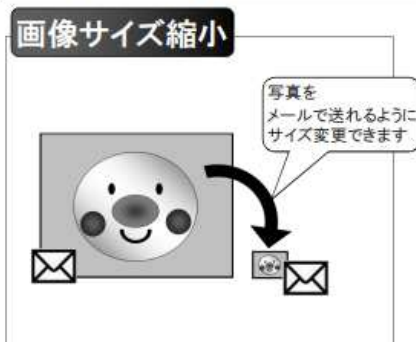 画像サイズ縮小
写真を
メールで送れるように
サイズ変更できます